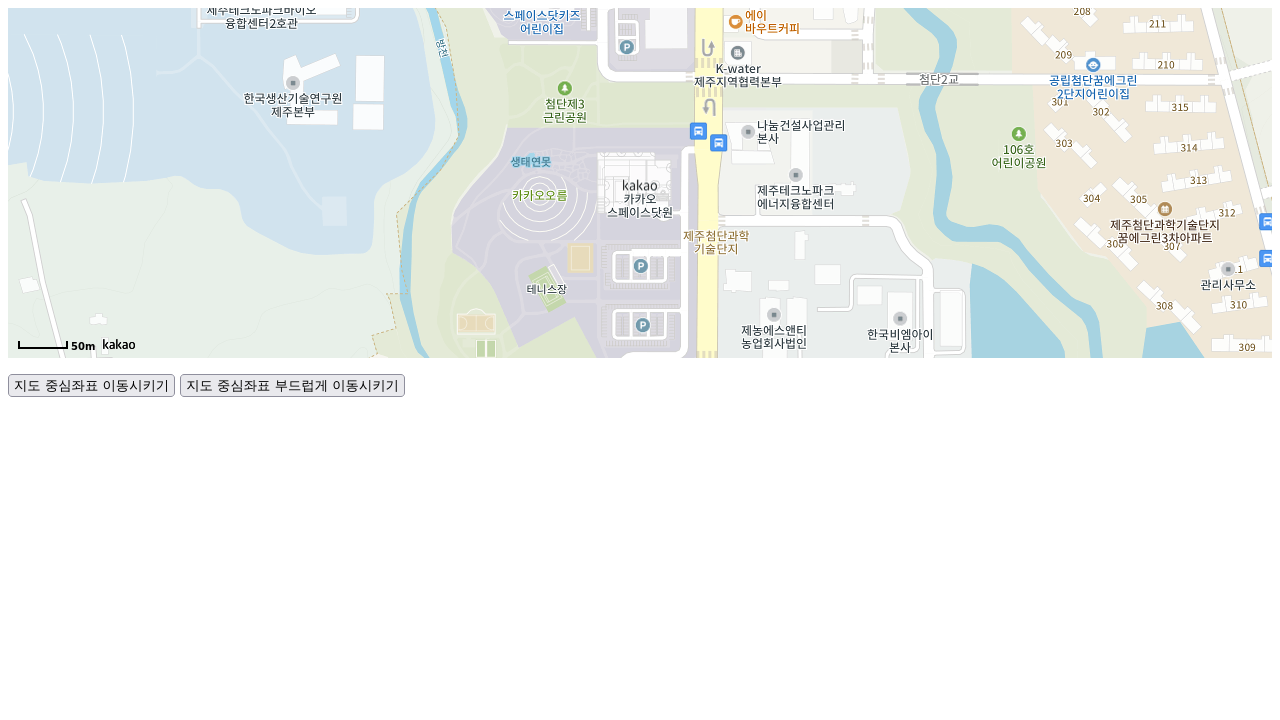 제주테크노파크바이오
융합센터2호관
스페이스닷키즈
어린이집
에이
바우트커피
방천
P
K-water
제주지역협력본부
첨단2교
208
211
209
210
공립첨단꿈에그린
2단지어린이집
한국생산기술연구원
제주본부
첨단제3
근린공원
301
302
315
나눔건설사업관리
본사
303
314
106호
어린이공원
생태연못
카카오오름
kakao
카카오
스페이스닷원
제주테크노파크
에너지융합센터
313
304
305
312
제주첨단과학기술단지
꿈에그린3차아파트
306
307
제주첨단과학
기술단지
P
테니스장
관리사무소
308
310
P
제농에스앤티
농업회사법인
한국비엠아이
본사
309
50m
kakao
지도 중심좌표 이동시키기
지도 중심좌표 부드럽게 이동시키기